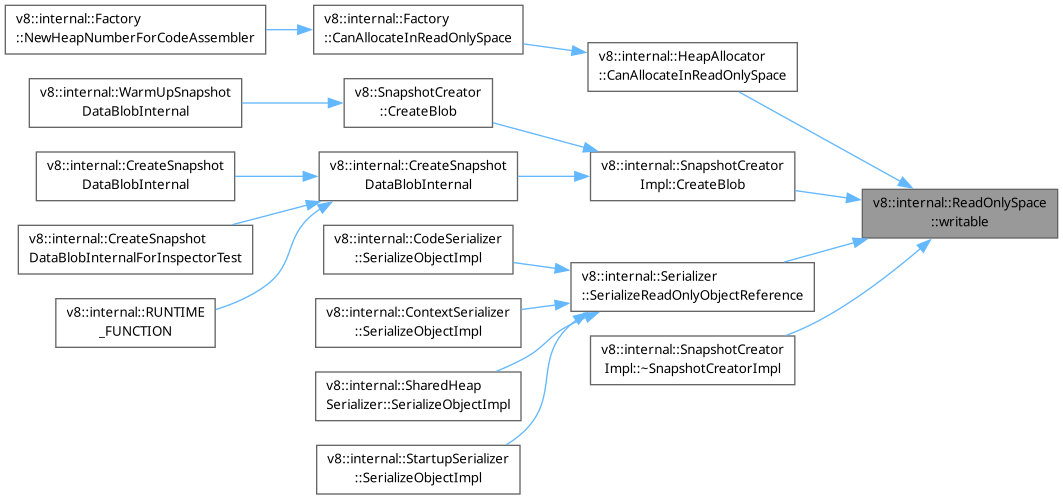 v8::internal::Factory
::NewHeapNumberForCodeAssembler
v8::internal::Factory
::CanAllocateInReadOnlySpace
v8::internal::HeapAllocator
::CanAllocateInReadOnlySpace
v8::internal::WarmUpSnapshot
DataBlobInternal
v8::SnapshotCreator
::CreateBlob
v8::internal::CreateSnapshot
DataBlobInternal
v8::internal::CreateSnapshot
DataBlobInternal
v8::internal::SnapshotCreator
Impl::CreateBlob
v8::internal::ReadOnlySpace
::writable
v8::internal::CreateSnapshot
DataBlobInternalForInspectorTest
v8::internal::CodeSerializer
::SerializeObjectImpl
v8::internal::Serializer
::SerializeReadOnlyObjectReference
v8::internal::RUNTIME
_FUNCTION
v8::internal::ContextSerializer
::SerializeObjectImpl
v8::internal::SnapshotCreator
Impl::~SnapshotCreatorImpl
v8::internal::SharedHeap
Serializer::SerializeObjectImpl
v8::internal::StartupSerializer
::SerializeObjectImpl